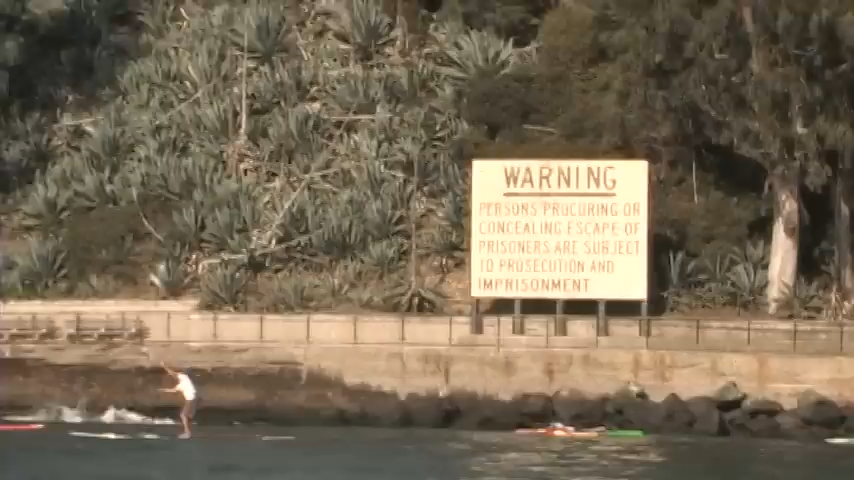 WARNING
PERSONS PROCURING OR
CONCEALING ESCAPE OF
PRISONERS ARE SUBJECT
TO PROSECUTION AND
IMPRISONMENT